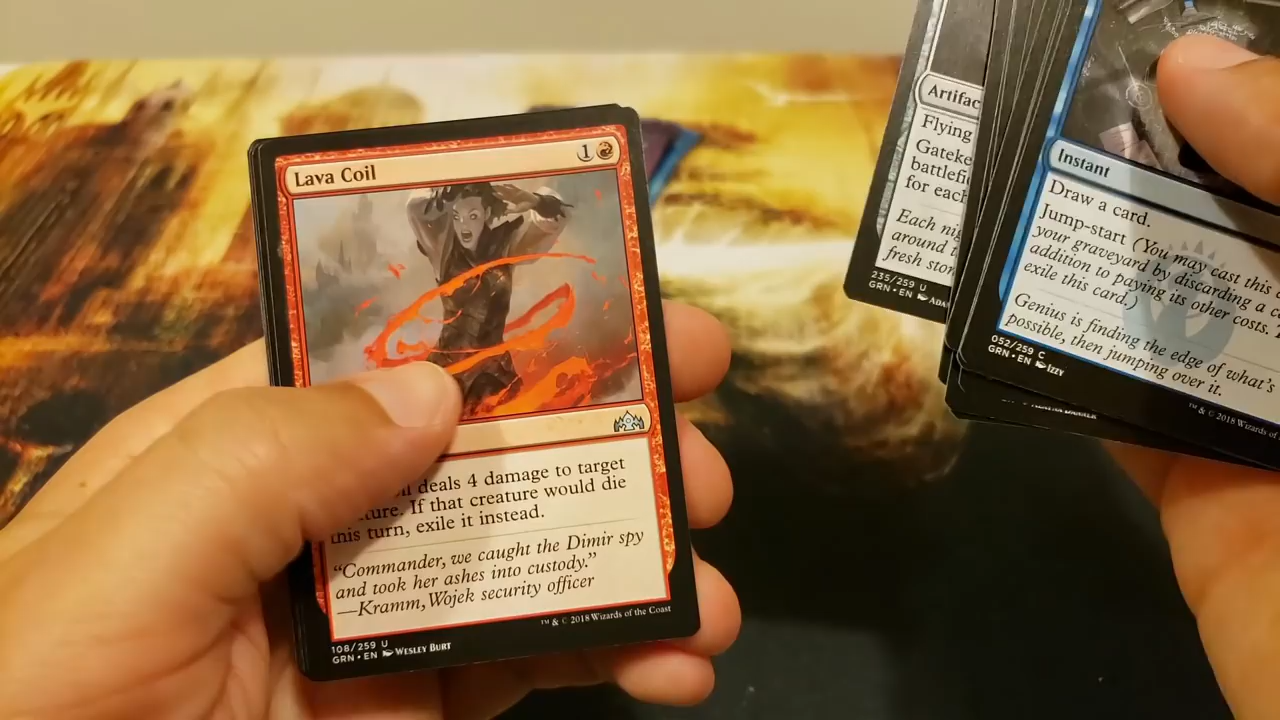 Lava Coil
1
deals 4 damage to target
If that creature would die
this turn, exile it instead.
"Commander, we caught the Dimir spy
and took her ashes into custody."
—Kramm, Wojek security officer
™ & © 2018 Wizards of the Coast
108/259 U
GRN • EN WESLEY BURT
Artifac
Flying
Gateke
battlefi
for each
Each nig
around
fresh stor
235/259 U
GRN • EN ADA
Instant
Draw a card.
Jump-start (You may cast this c
your graveyard by discarding a c
addition to paying its other costs.
exile this card.)
Genius is finding the edge of what's
possible, then jumping over it.
052/259 C
GRN • EN IZZY
™ & © 2018 Wizards of